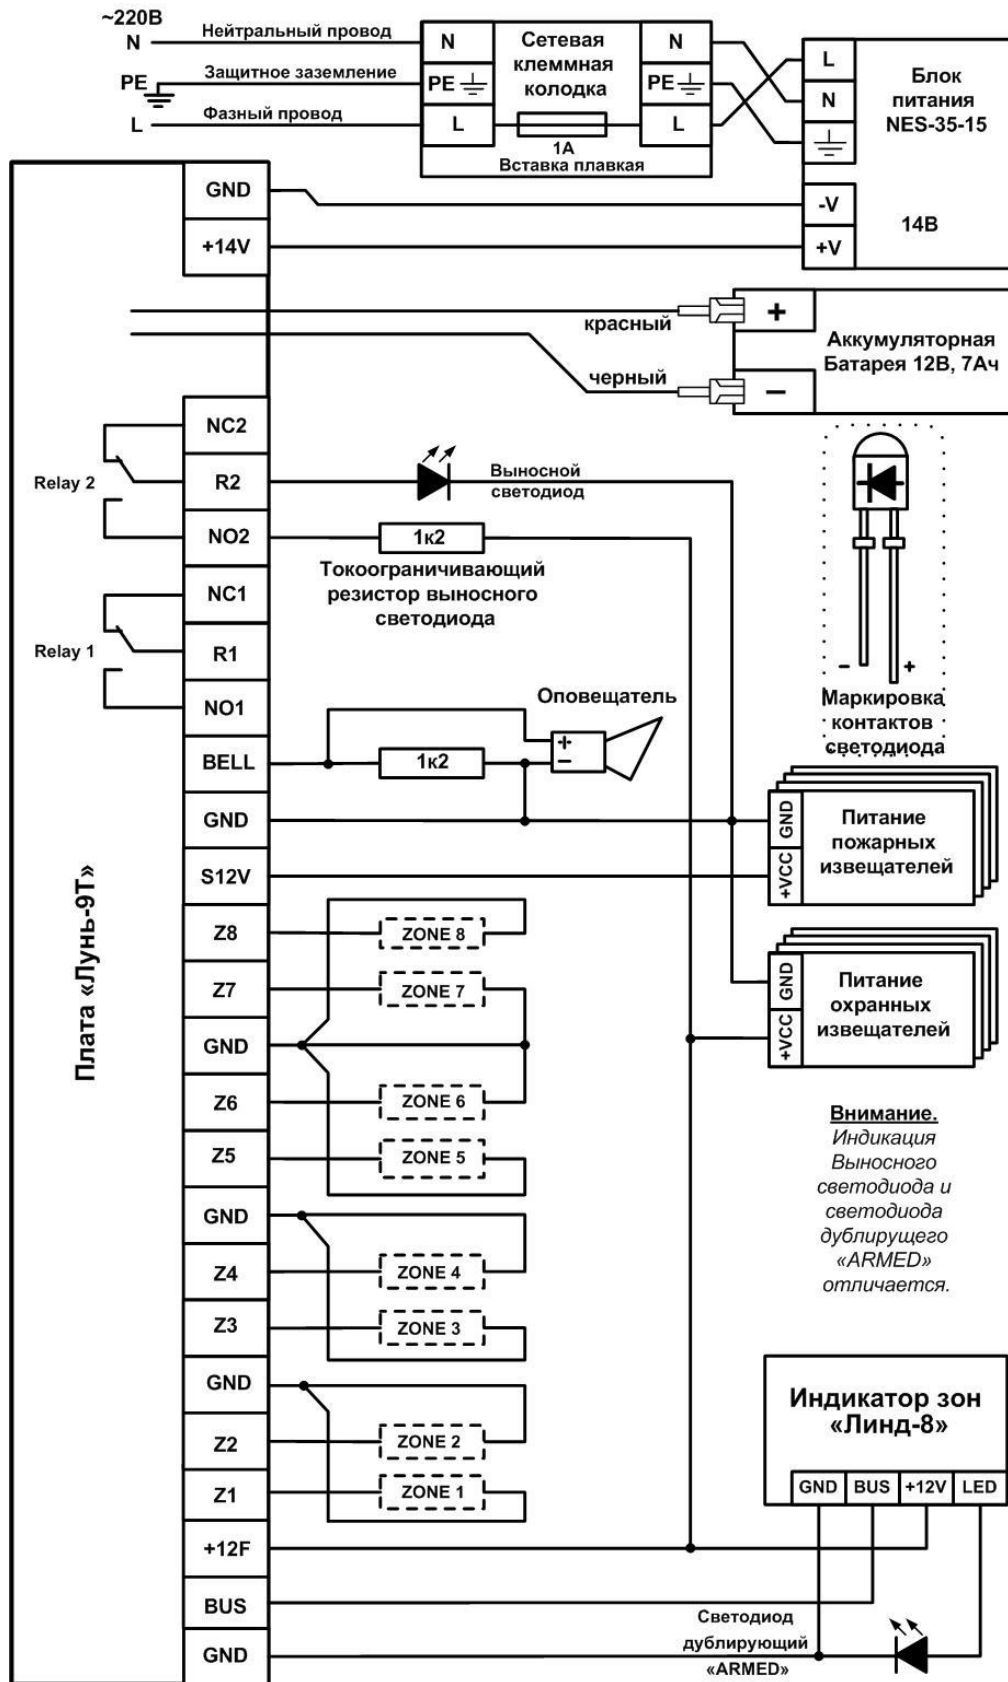 ~220В
N
Нейтральный провод
PE
Защитное заземление
L
Фазный провод
N
PE
L
Сетевая
клеммная
колодка
1А
Вставка плавкая
N
PE
L
L
N
Блок
питания
NES-35-15
-V
+V
14В
GND
+14V
красный
черный
+
−
Аккумуляторная
Батарея 12В, 7Ач
NC2
R2
NO2
Relay 2
Выносной
светодиод
1к2
Токоограничивающий
резистор выносного
светодиода
- +
Маркировка
контактов
светодиода
NC1
R1
NO1
Relay 1
Оповещатель
+
−
BELL
1к2
GND
S12V
GND
+VCC
Питание
пожарных
извещателей
Плата «Лунь-9Т»
Z8
ZONE 8
Z7
ZONE 7
GND
Z6
ZONE 6
Z5
ZONE 5
GND
Z4
ZONE 4
Z3
ZONE 3
GND
Z2
ZONE 2
Z1
ZONE 1
+12F
BUS
GND
GND
+VCC
Питание
охранных
извещателей
Внимание.
Индикация
Выносного
светодиода и
светодиода
дублирущего
«ARMED»
отличается.
Индикатор зон
«Линд-8»
GND BUS +12V LED
Светодиод
дублирующий
«ARMED»